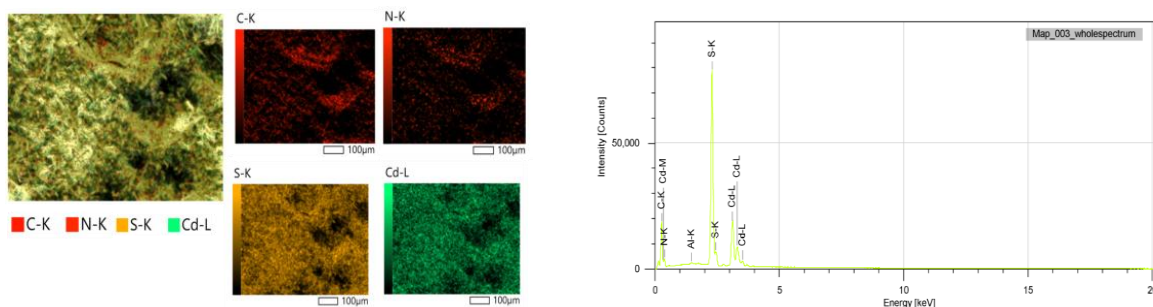 C-K
N-K
100μm
100μm
S-K
Cd-L
100μm
100μm
C-K N-K S-K Cd-L
Map_003_wholespectrum
S-K
50,000
Cd-M
C-K
N-K
Al-K
Cd-L
S-K
Cd-L
Cd-L
0
0 5 10 15 20
Intensity [Counts]
Energy [keV]